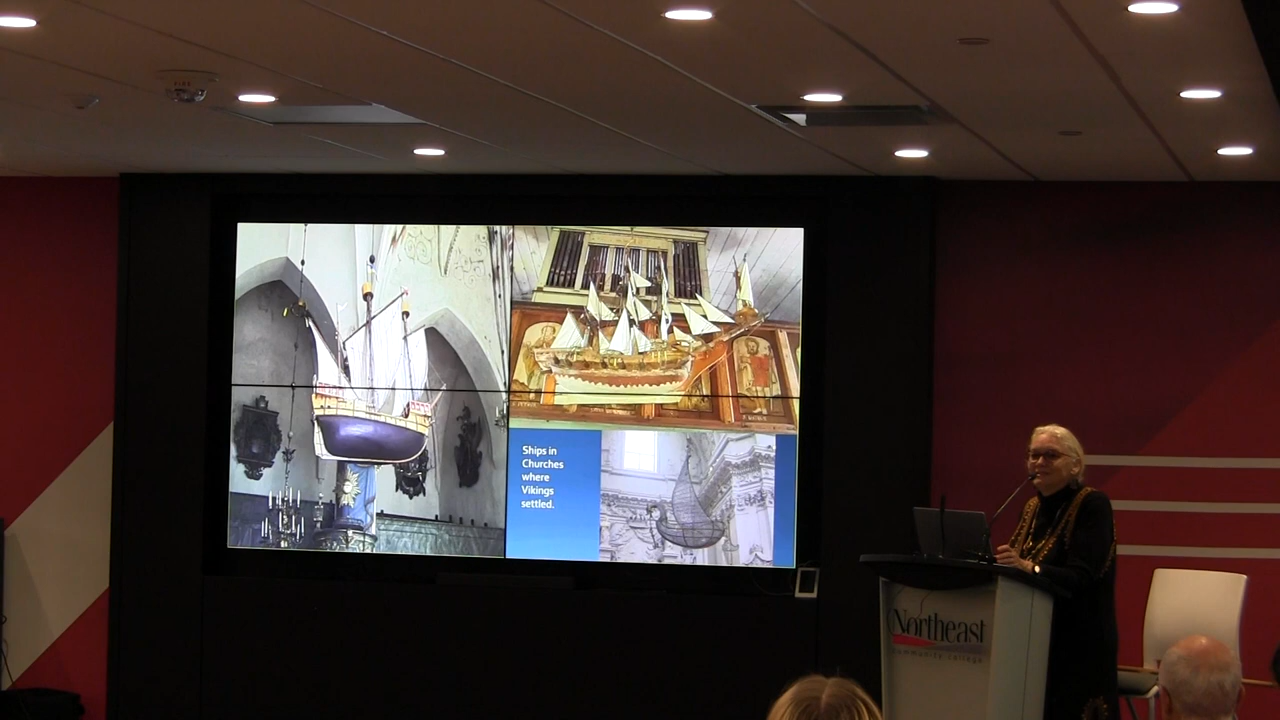 Ships in
Churches
where
Vikings
settled.
Northeast
community college